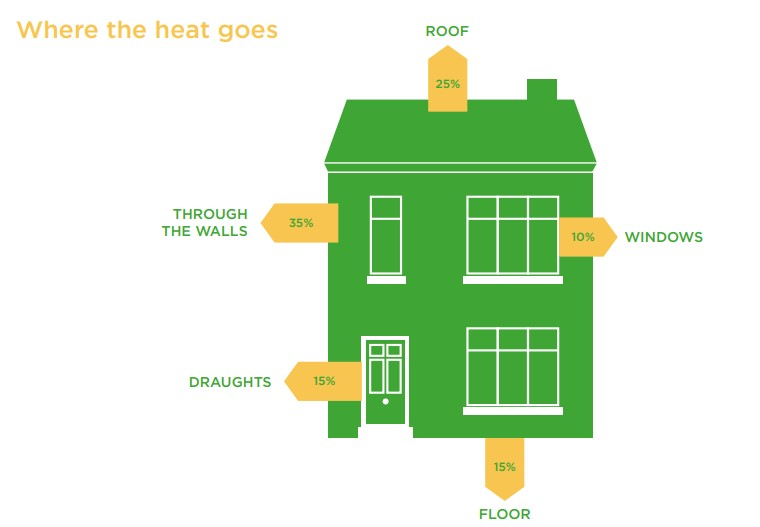 Where the heat goes
ROOF
25%
THROUGH
THE WALLS
35%
10%
WINDOWS
DRAUGHTS
15%
15%
FLOOR